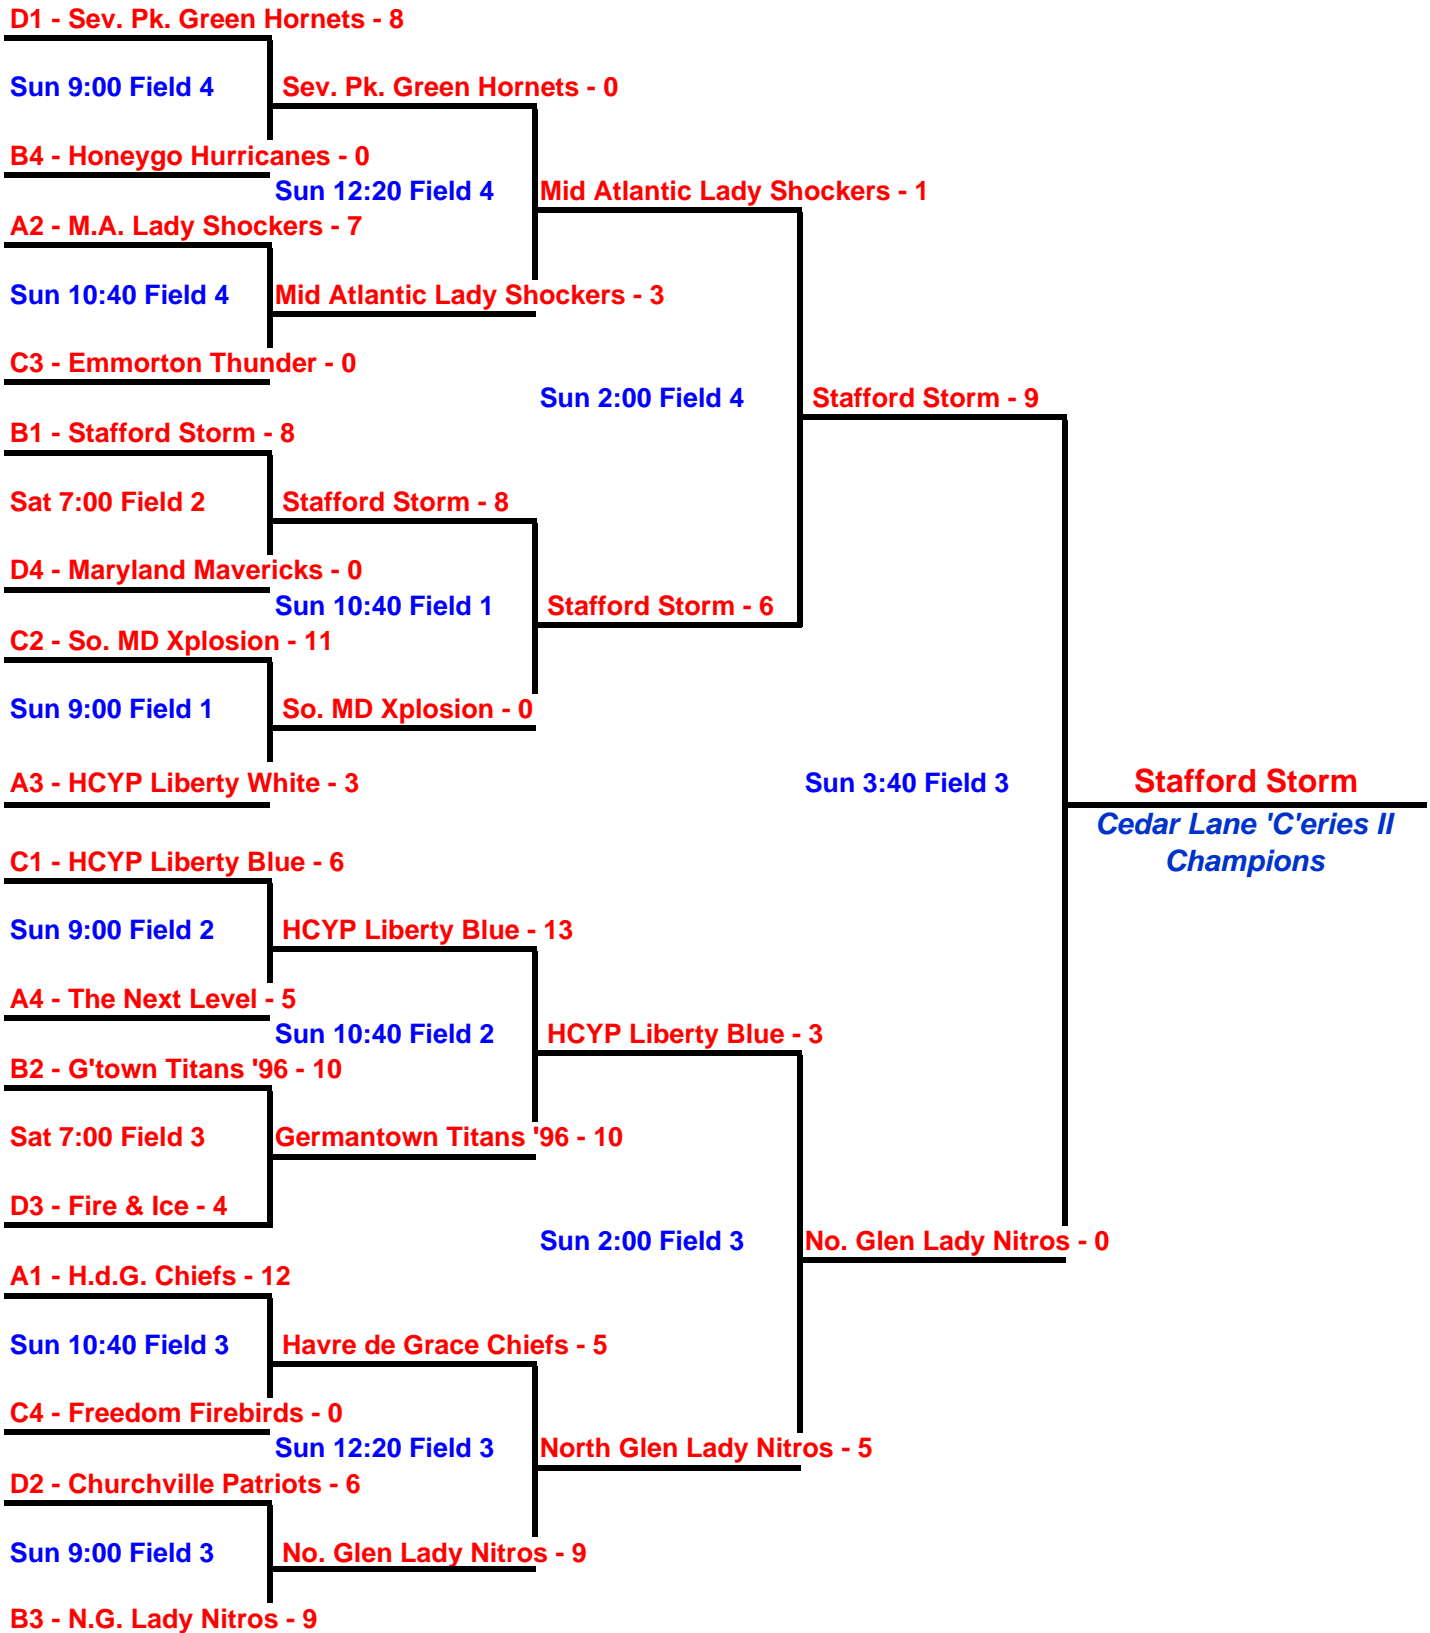 D1 - Sev. Pk. Green Hornets - 8
Sun 9:00 Field 4
Sev. Pk. Green Hornets - 0
B4 - Honeygo Hurricanes - 0
Sun 12:20 Field 4
Mid Atlantic Lady Shockers - 1
A2 - M.A. Lady Shockers - 7
Sun 10:40 Field 4
Mid Atlantic Lady Shockers - 3
C3 - Emmorton Thunder - 0
Sun 2:00 Field 4
Stafford Storm - 9
B1 - Stafford Storm - 8
Sat 7:00 Field 2
Stafford Storm - 8
D4 - Maryland Mavericks - 0
Sun 10:40 Field 1
Stafford Storm - 6
C2 - So. MD Xplosion - 11
Sun 9:00 Field 1
So. MD Xplosion - 0
A3 - HCYP Liberty White - 3
Sun 3:40 Field 3
Stafford Storm
Cedar Lane 'C'eries II
Champions
C1 - HCYP Liberty Blue - 6
Sun 9:00 Field 2
HCYP Liberty Blue - 13
A4 - The Next Level - 5
Sun 10:40 Field 2
HCYP Liberty Blue - 3
B2 - G'town Titans '96 - 10
Sat 7:00 Field 3
Germantown Titans '96 - 10
D3 - Fire & Ice - 4
Sun 2:00 Field 3
No. Glen Lady Nitros - 0
A1 - H.d.G. Chiefs - 12
Sun 10:40 Field 3
Havre de Grace Chiefs - 5
C4 - Freedom Firebirds - 0
Sun 12:20 Field 3
North Glen Lady Nitros - 5
D2 - Churchville Patriots - 6
Sun 9:00 Field 3
No. Glen Lady Nitros - 9
B3 - N.G. Lady Nitros - 9